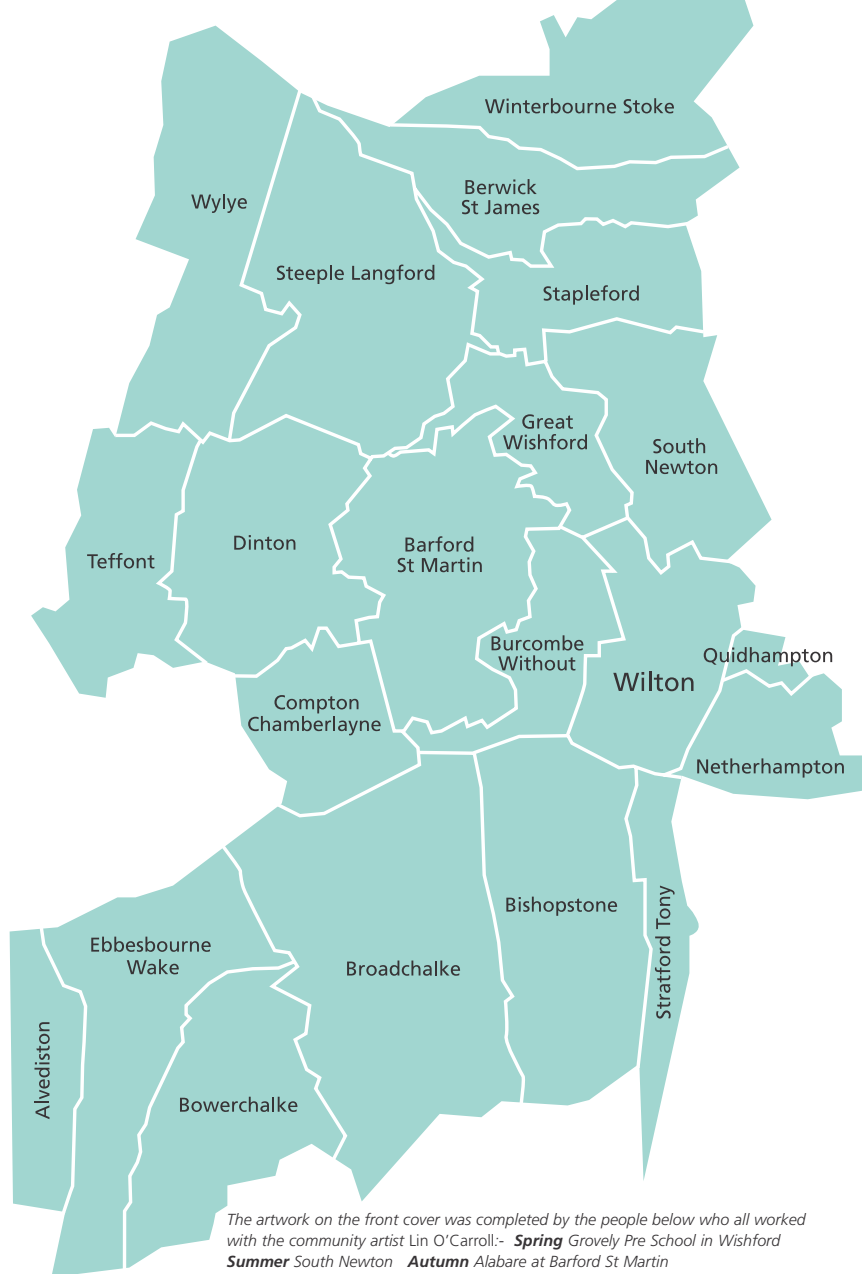 Winterbourne Stoke
Wylye
Berwick
St James
Steeple Langford
Stapleford
Great
Wishford
South
Newton
Teffont
Dinton
Barford
St Martin
Burcombe
Without
Quidhampton
Wilton
Compton
Chamberlayne
Netherhampton
Bishopstone
Stratford Tony
Ebbesbourne
Wake
Broadchalke
Alvediston
Bowerchalke
The artwork on the front cover was completed by the people below who all worked
with the community artist Lin O'Carroll:- Spring Grovely Pre School in Wishford
Summer South Newton Autumn Alabare at Barford St Martin